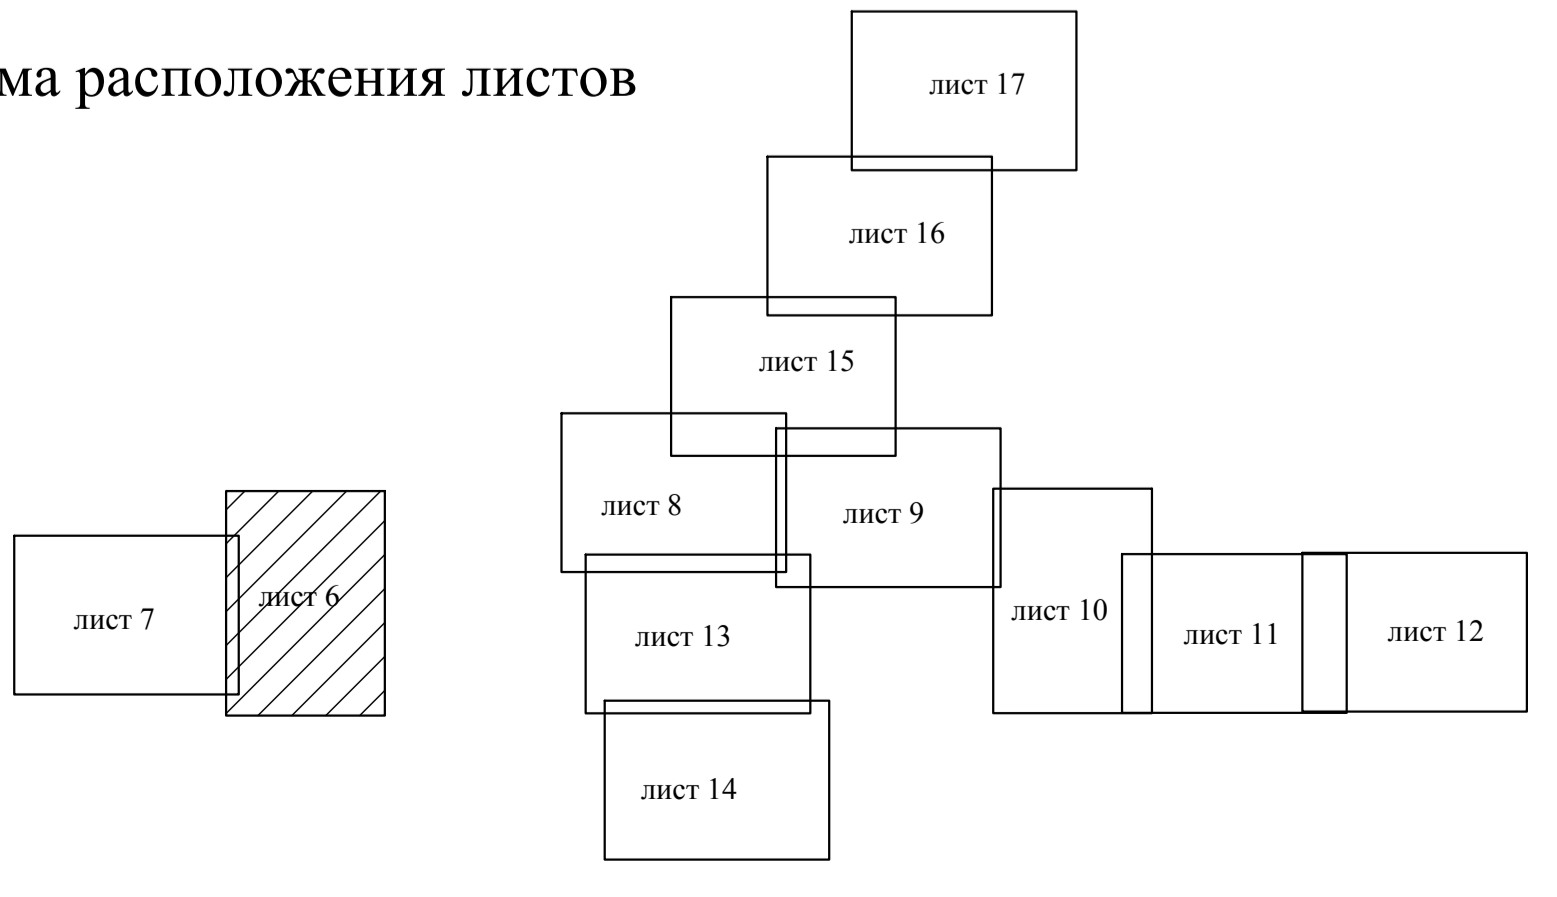 ма расположения листов
лист 17
лист 16
лист 15
лист 8
лист 9
лист 6
лист 7
лист 10
лист 11
лист 12
лист 13
лист 14